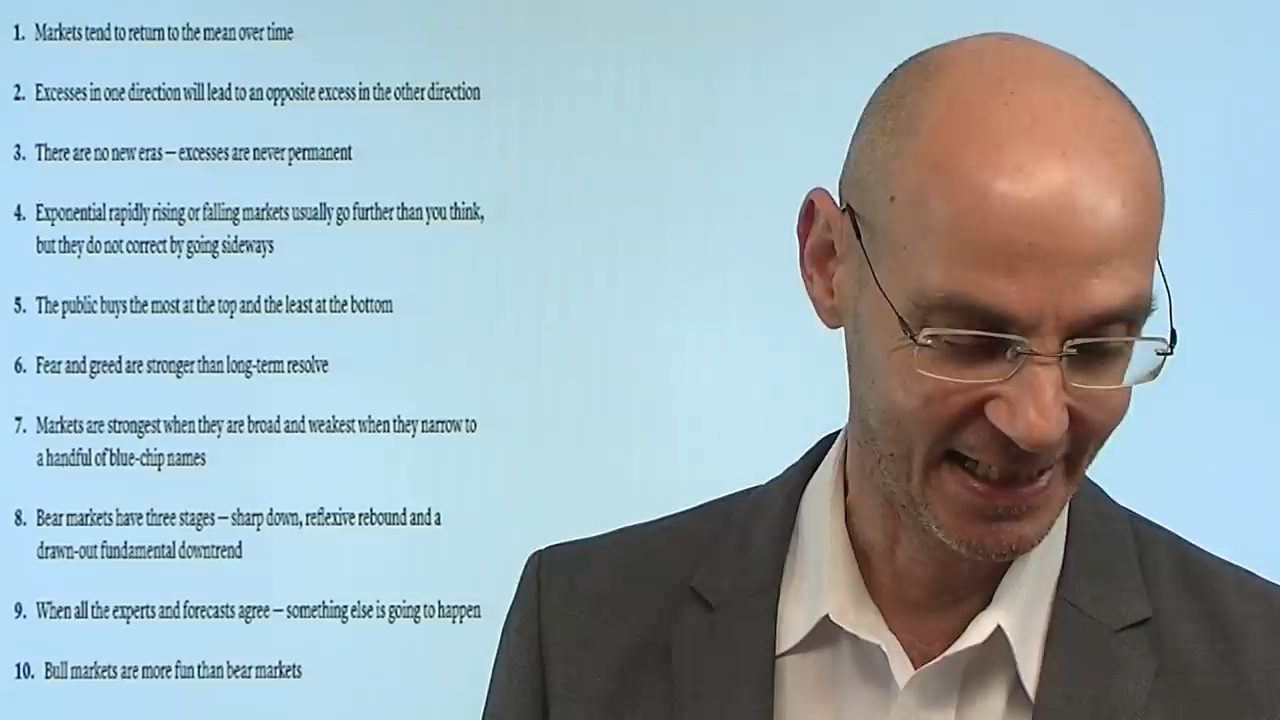 1. Markets tend to return to the mean over time
2. Excesses in one direction will lead to an opposite excess in the other direction
3. There are no new eras – excesses are never permanent
4. Exponential rapidly rising or falling markets usually go further than you think,
but they do not correct by going sideways
5. The public buys the most at the top and the least at the bottom
6. Fear and greed are stronger than long-term resolve
7. Markets are strongest when they are broad and weakest when they narrow to
a handful of blue-chip names
8. Bear markets have three stages – sharp down, reflexive rebound and a
drawn-out fundamental downtrend
9. When all the experts and forecasts agree – something else is going to happen
10. Bull markets are more fun than bear markets